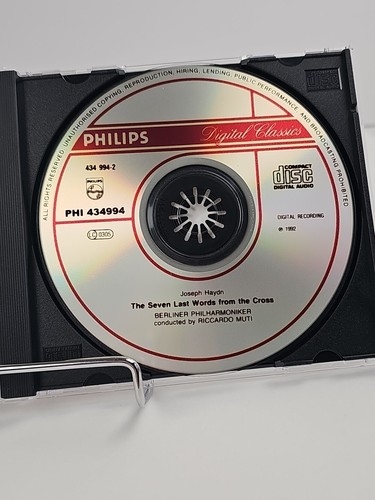 ALL RIGHTS RESERVED. UNAUTHORISED COPYING, REPRODUCTION, HIRING, LENDING, PUBLIC PERFORMANCE, AND BROADCASTING PROHIBITED
PHILIPS Digital Classics
434 994-2
PHILIPS
PHI 434994
LC 0305
COMPACT
disc
DIGITAL AUDIO
DIGITAL RECORDING
℗ 1992
Joseph Haydn
The Seven Last Words from the Cross
BERLINER PHILHARMONIKER
conducted by RICCARDO MUTI